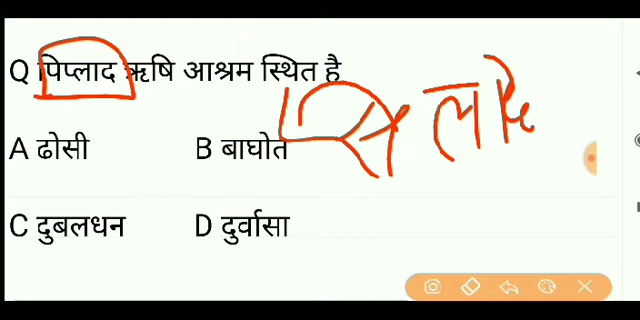 Q पिप्लाद ऋषि आश्रम स्थित है
A ढोसी B बाघोत
C दुबलधन D दुर्वासा